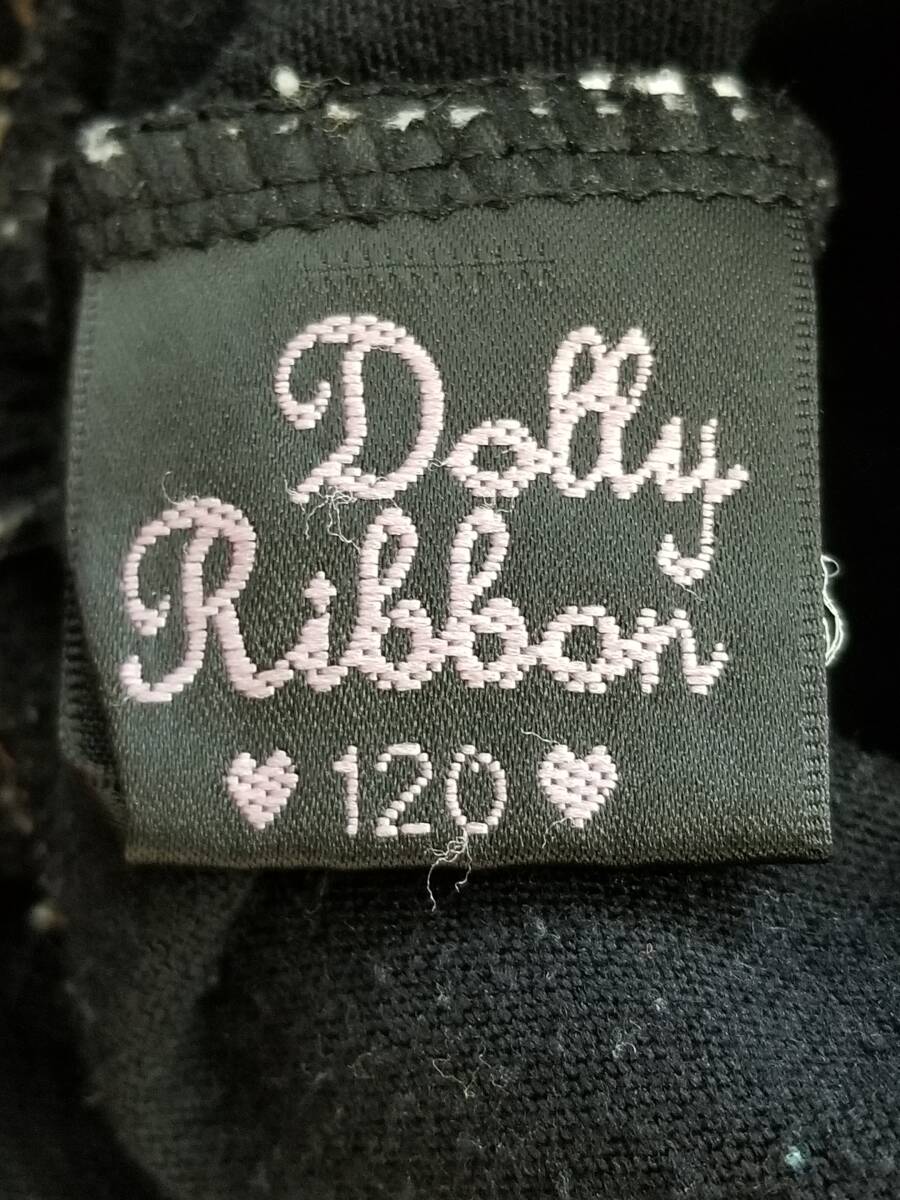 Dolly
Ribbon
♥ 120 ♥